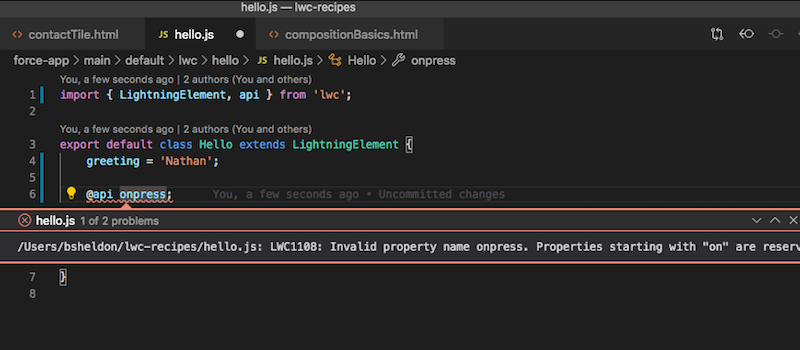 hello.js — lwc-recipes
contactTile.html
hello.js
compositionBasics.html
force-app > main > default > lwc > hello > JS hello.js > Hello > onpress
You, a few seconds ago | 2 authors (You and others)
1 import { LightningElement, api } from 'lwc';
2
You, a few seconds ago | 2 authors (You and others)
3 export default class Hello extends LightningElement {
4 greeting = 'Nathan';
5
6 @api onpress; You, a few seconds ago • Uncommitted changes
hello.js 1 of 2 problems
/Users/bsheldon/lwc-recipes/hello.js: LWC1108: Invalid property name onpress. Properties starting with "on" are reserv
7 }
8